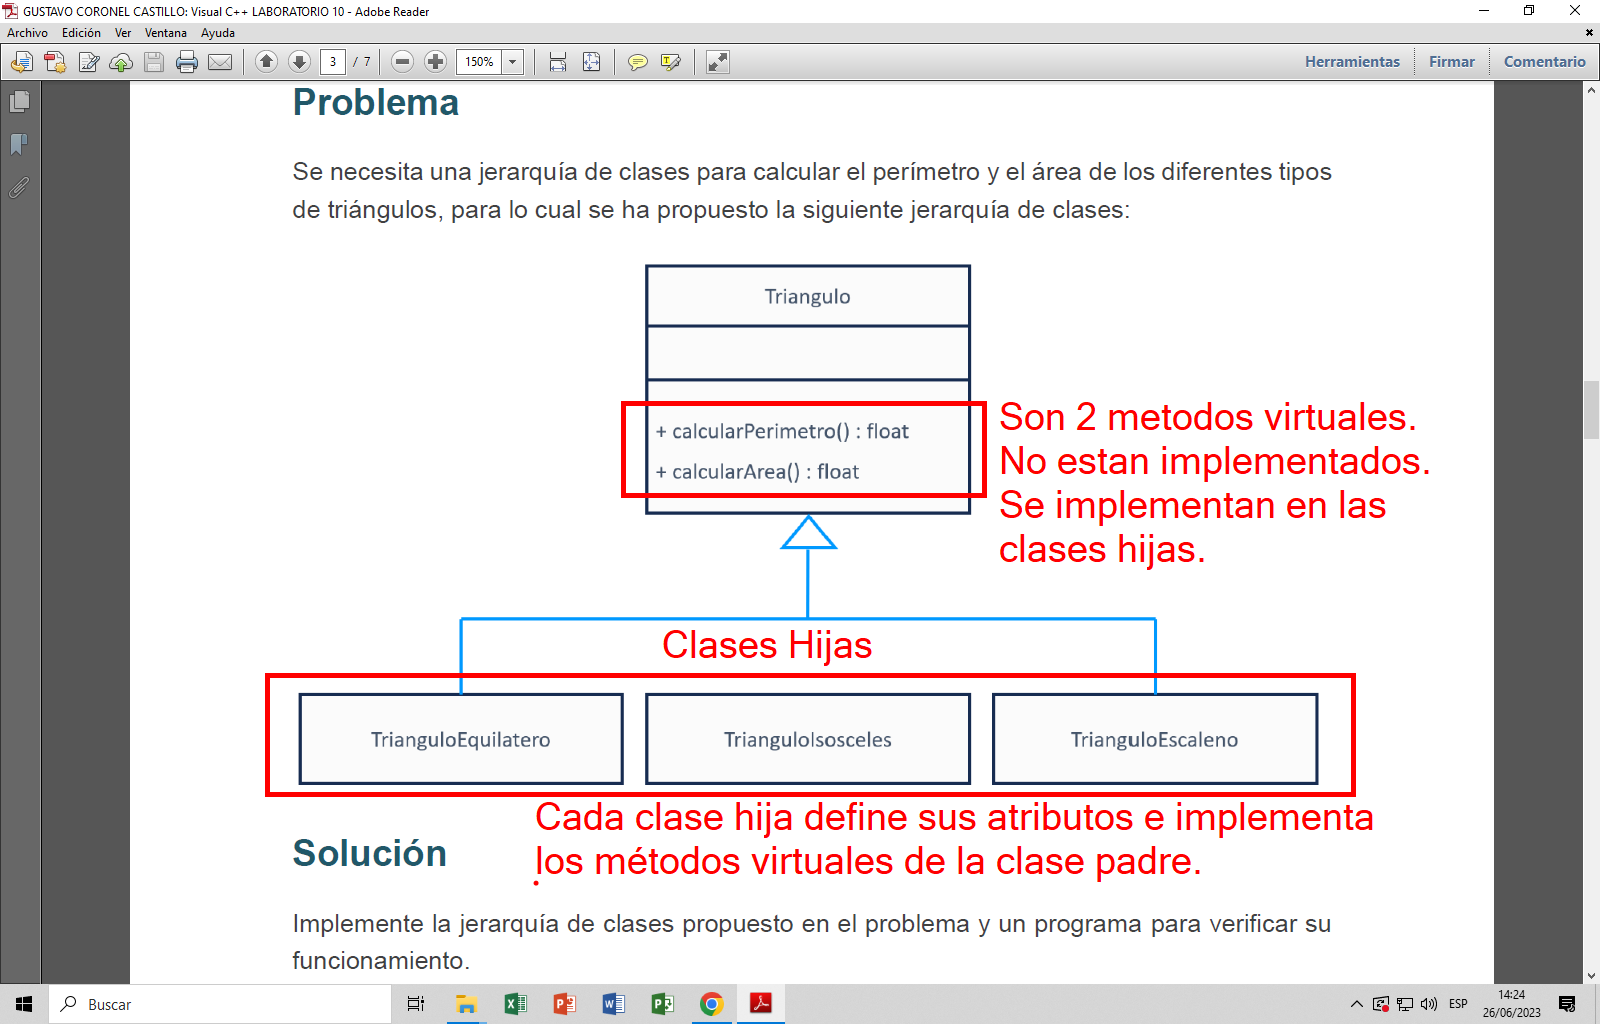 GUSTAVO CORONEL CASTILLO: Visual C++ LABORATORIO 10 - Adobe Reader
Archivo Edición Ver Ventana Ayuda
3 / 7 150% Herramientas Firmar Comentario
Problema
Se necesita una jerarquía de clases para calcular el perímetro y el área de los diferentes tipos
de triángulos, para lo cual se ha propuesto la siguiente jerarquía de clases:
Triangulo
+ calcularPerimetro() : float
+ calcularArea() : float
Son 2 metodos virtuales.
No estan implementados.
Se implementan en las
clases hijas.
Clases Hijas
TrianguloEquilatero
TrianguloIsosceles
TrianguloEscaleno
Cada clase hija define sus atributos e implementa
los métodos virtuales de la clase padre.
Solución
Implemente la jerarquía de clases propuesto en el problema y un programa para verificar su
funcionamiento.
Buscar
ESP
14:24
26/06/2023